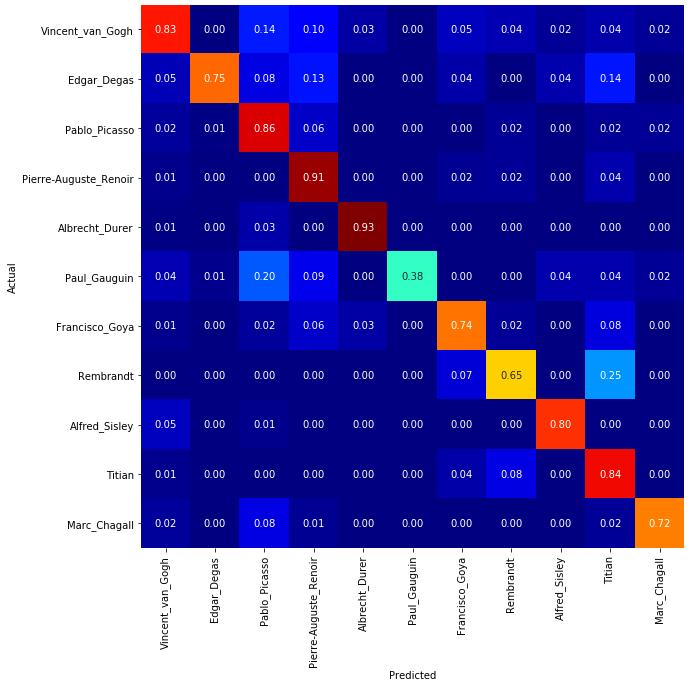 Actual
Vincent_van_Gogh 0.83 0.00 0.14 0.10 0.03 0.00 0.05 0.04 0.02 0.04 0.02
Edgar_Degas 0.05 0.75 0.08 0.13 0.00 0.00 0.04 0.00 0.04 0.14 0.00
Pablo_Picasso 0.02 0.01 0.86 0.06 0.00 0.00 0.00 0.02 0.00 0.02 0.02
Pierre-Auguste_Renoir 0.01 0.00 0.00 0.91 0.00 0.00 0.02 0.02 0.00 0.04 0.00
Albrecht_Durer 0.01 0.00 0.03 0.00 0.93 0.00 0.00 0.00 0.00 0.00 0.00
Paul_Gauguin 0.04 0.01 0.20 0.09 0.00 0.38 0.00 0.00 0.04 0.04 0.02
Francisco_Goya 0.01 0.00 0.02 0.06 0.03 0.00 0.74 0.02 0.00 0.08 0.00
Rembrandt 0.00 0.00 0.00 0.00 0.00 0.00 0.07 0.65 0.00 0.25 0.00
Alfred_Sisley 0.05 0.00 0.01 0.00 0.00 0.00 0.00 0.00 0.80 0.00 0.00
Titian 0.01 0.00 0.00 0.00 0.00 0.00 0.04 0.08 0.00 0.84 0.00
Marc_Chagall 0.02 0.00 0.08 0.01 0.00 0.00 0.00 0.00 0.00 0.02 0.72
Vincent_van_Gogh
Edgar_Degas
Pablo_Picasso
Pierre-Auguste_Renoir
Albrecht_Durer
Paul_Gauguin
Francisco_Goya
Rembrandt
Alfred_Sisley
Titian
Marc_Chagall
Predicted